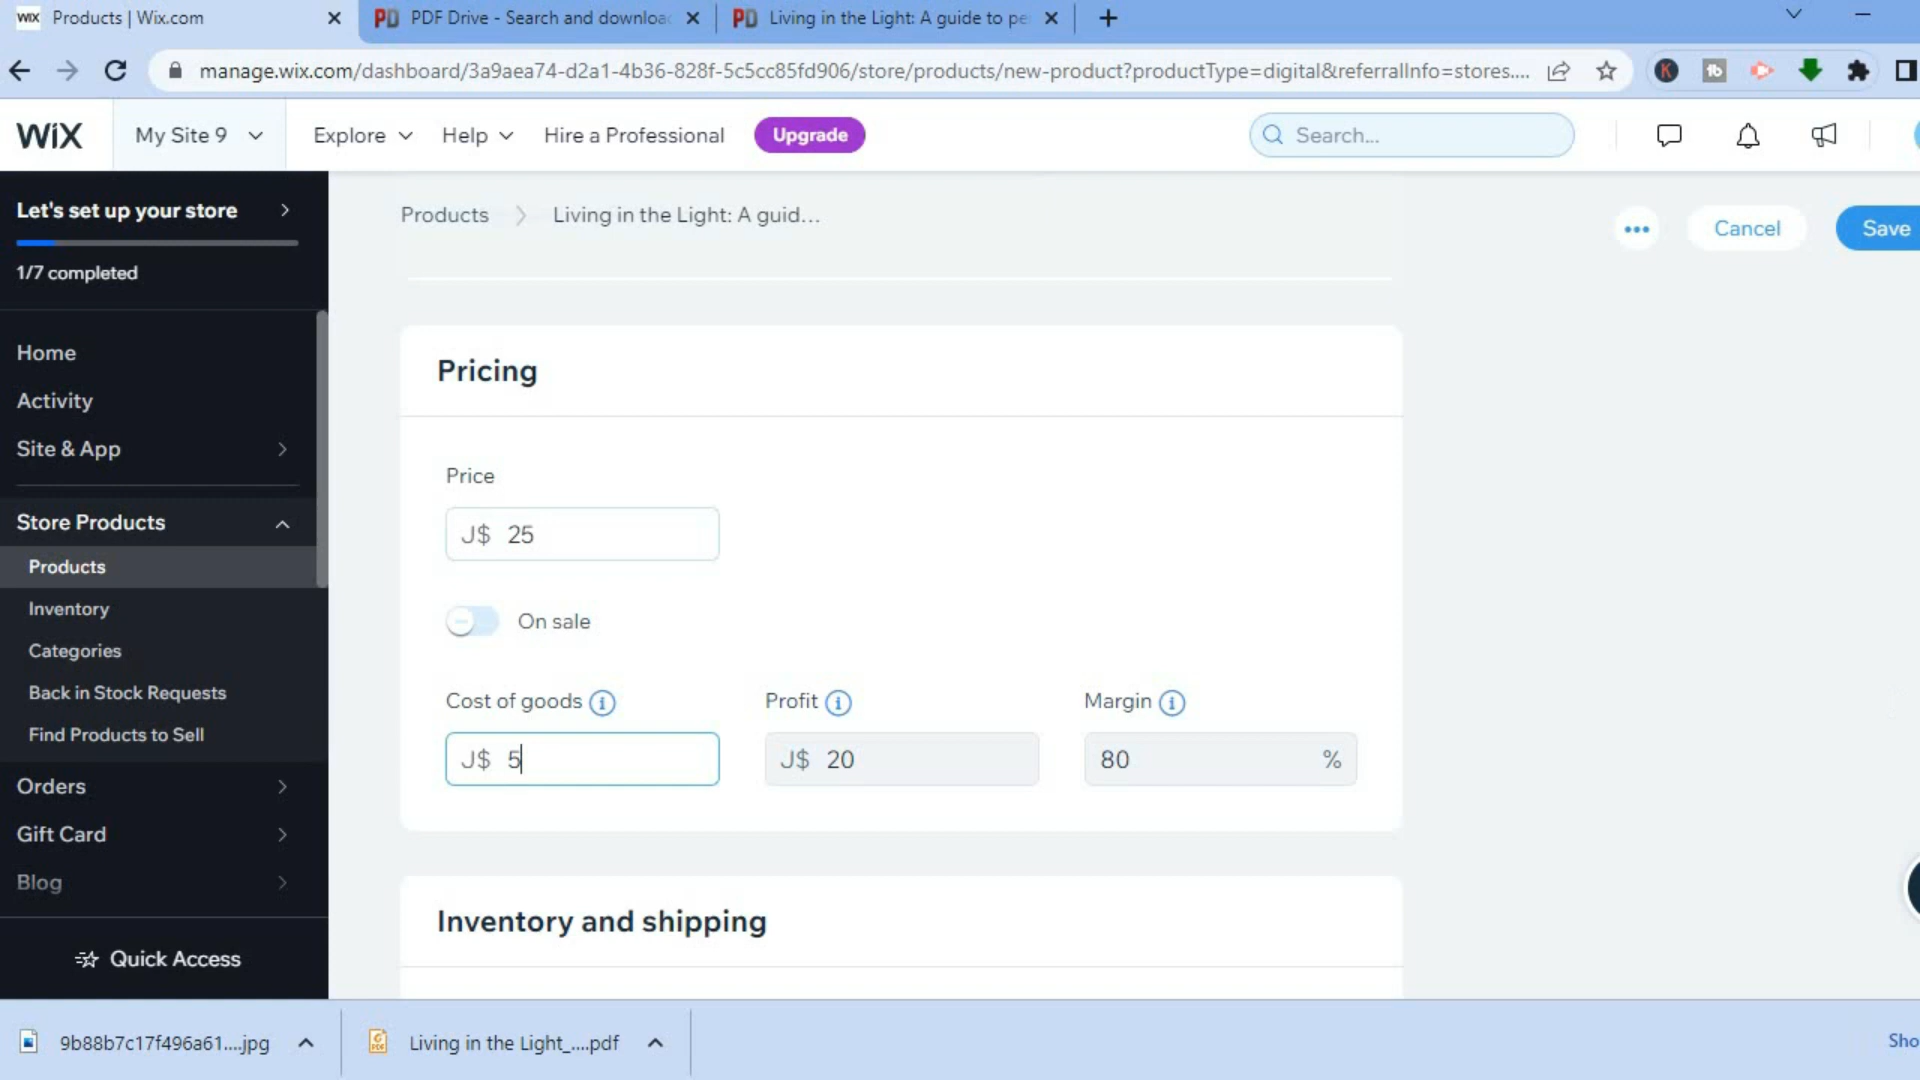 WiX Products | Wix.com
PD PDF Drive - Search and downloa
PD Living in the Light: A guide to pe
manage.wix.com/dashboard/3a9aea74-d2a1-4b36-828f-5c5cc85fd906/store/products/new-product?productType=digital&referralInfo=stores....
K
tb
WiX
My Site 9
Explore
Help
Hire a Professional
Upgrade
Search...
Let's set up your store
1/7 completed
Home
Activity
Site & App
Store Products
Products
Inventory
Categories
Back in Stock Requests
Find Products to Sell
Orders
Gift Card
Blog
Quick Access
Products > Living in the Light: A guid...
Cancel
Save
Pricing
Price
J$ 25
On sale
Cost of goods
Profit
Margin
J$ 5
J$ 20
80 %
Inventory and shipping
9b88b7c17f496a61....jpg
Living in the Light_....pdf
Sho